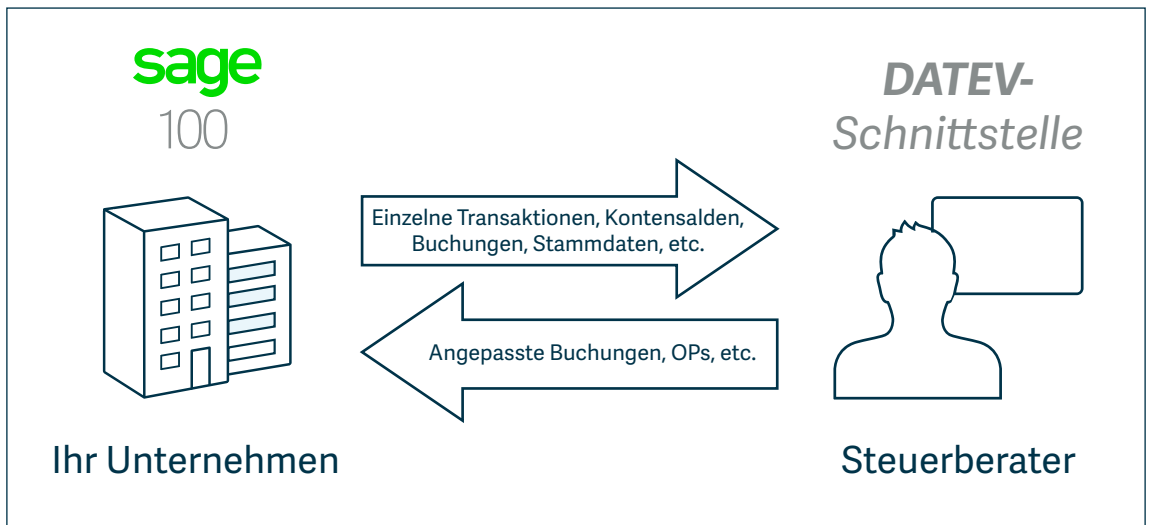 sage
100
DATEV-
Schnittstelle
Einzelne Transaktionen, Kontensalden,
Buchungen, Stammdaten, etc.
Angepasste Buchungen, OPs, etc.
Ihr Unternehmen
Steuerberater